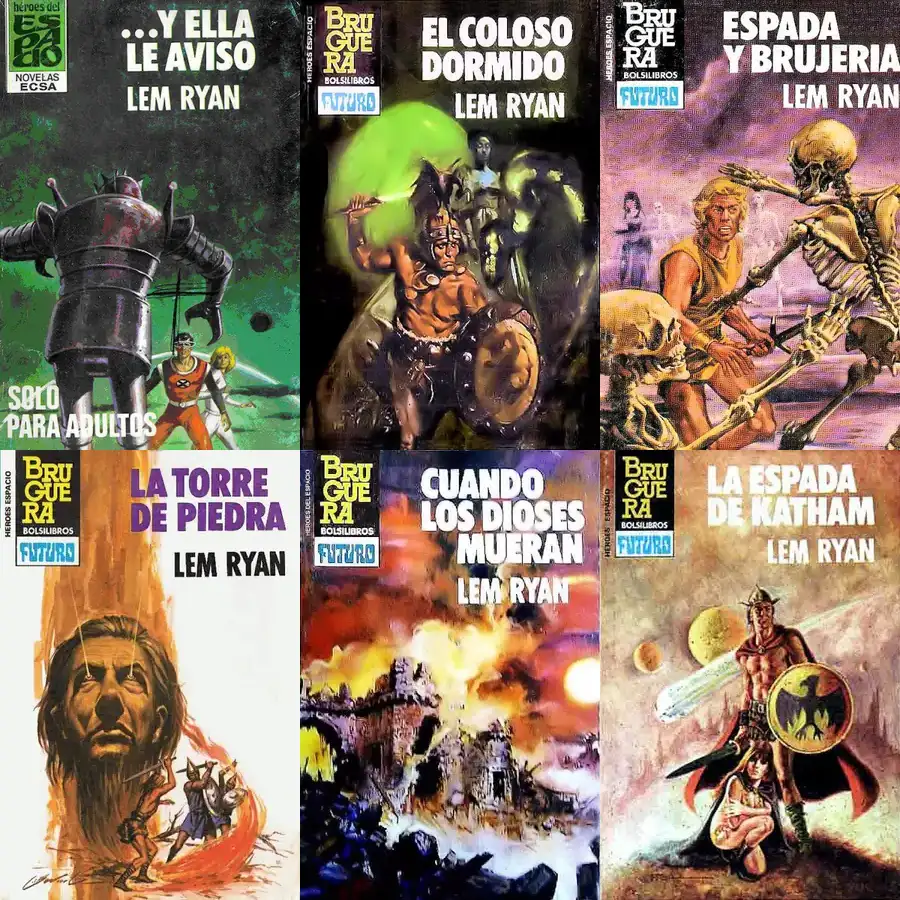 héroes del
ESPACIO
NOVELAS
ECSA
...Y ELLA
LE AVISO
LEM RYAN
SOLO
PARA ADULTOS
HEROES ESPACIO
BRU
GUE
RA
BOLSILIBROS
FUTURO
EL COLOSO
DORMIDO
LEM RYAN
HEROES ESPACIO
BRU
GUE
RA
BOLSILIBROS
FUTURO
ESPADA
Y BRUJERIA
LEM RYAN
HEROES ESPACIO
BRU
GUE
RA
BOLSILIBROS
FUTURO
LA TORRE
DE PIEDRA
LEM RYAN
HEROES DEL ESPACIO
BRU
GUE
RA
BOLSILIBROS
FUTURO
CUANDO
LOS DIOSES
MUERAN
LEM RYAN
HEROES ESPACIO
BRU
GUE
RA
BOLSILIBROS
FUTURO
LA ESPADA
DE KATHAM
LEM RYAN